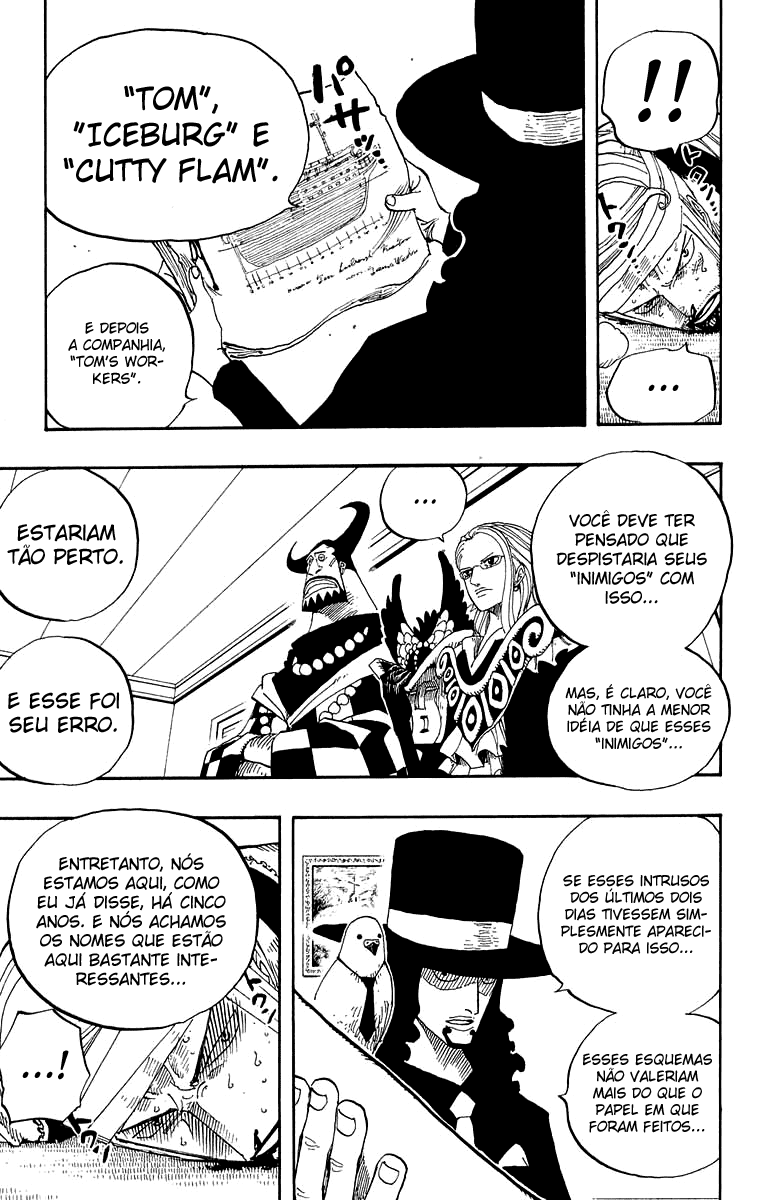 !!
...
"TOM",
"ICEBURG" E
"CUTTY FLAM".
パサッ
E DEPOIS
A COMPANHIA,
"TOM'S WOR-
KERS".
VOCÊ DEVE TER
PENSADO QUE
DESPISTARIA SEUS
"INIMIGOS" COM
ISSO...
MAS, É CLARO, VOCÊ
NÃO TINHA A MENOR
IDÉIA DE QUE ESSES
"INIMIGOS"...
...
ESTARIAM
TÃO PERTO.
E ESSE FOI
SEU ERRO.
SE ESSES INTRUSOS
DOS ÚLTIMOS DOIS
DIAS TIVESSEM SIM-
PLESMENTE APARECI-
DO PARA ISSO...
ESSES ESQUEMAS
NÃO VALERIAM
MAIS DO QUE O
PAPEL EM QUE
FORAM FEITOS...
ENTRETANTO, NÓS
ESTAMOS AQUI, COMO
EU JÁ DISSE, HÁ CINCO
ANOS. E NÓS ACHAMOS
OS NOMES QUE ESTÃO
AQUI BASTANTE INTE-
RESSANTES...
...!